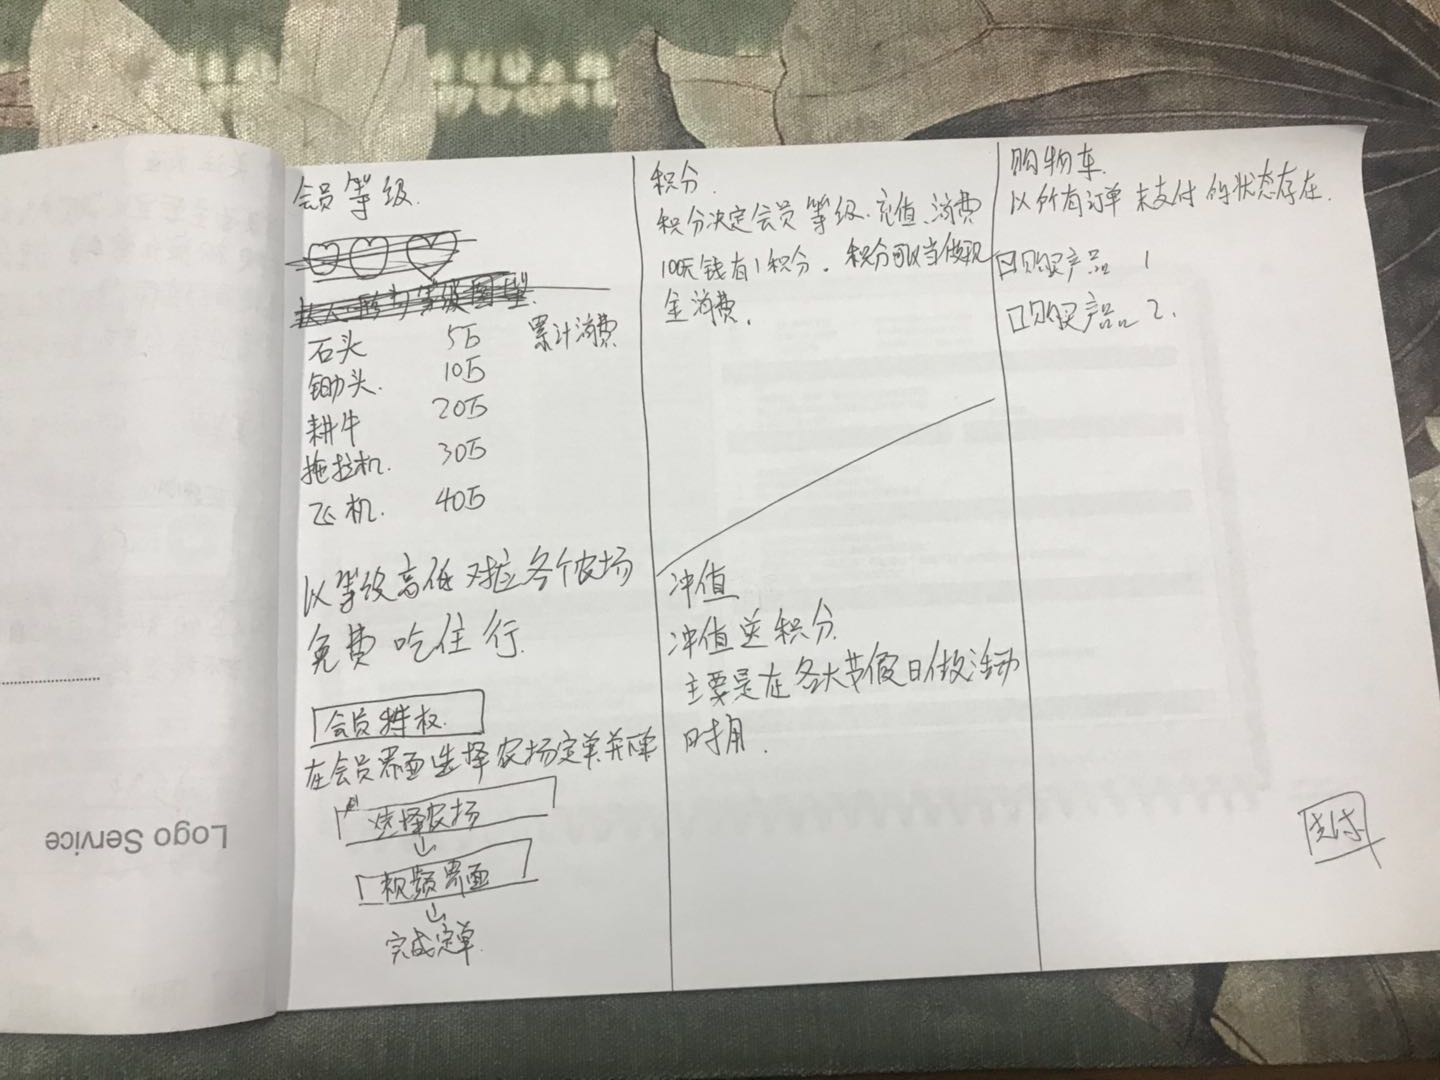 会员等级.
石头 5万 累计消费
锄头. 10万
耕牛 20万
拖拉机. 30万
飞机. 40万
以等级高低对应各个农场
免费吃住行.
会员特权.
在会员界面选择农场定单并
选择农场
视频界面
完成定单.
积分.
积分决定会员等级.充值、消费
100元钱有1积分.积分可以当做现
金消费.
冲值
冲值送积分.
主要是在各大节假日做活动
时用.
购物车.
以所有订单未支付的状态存在.
购买产品 1
购买产品 2.
支付
Logo Service